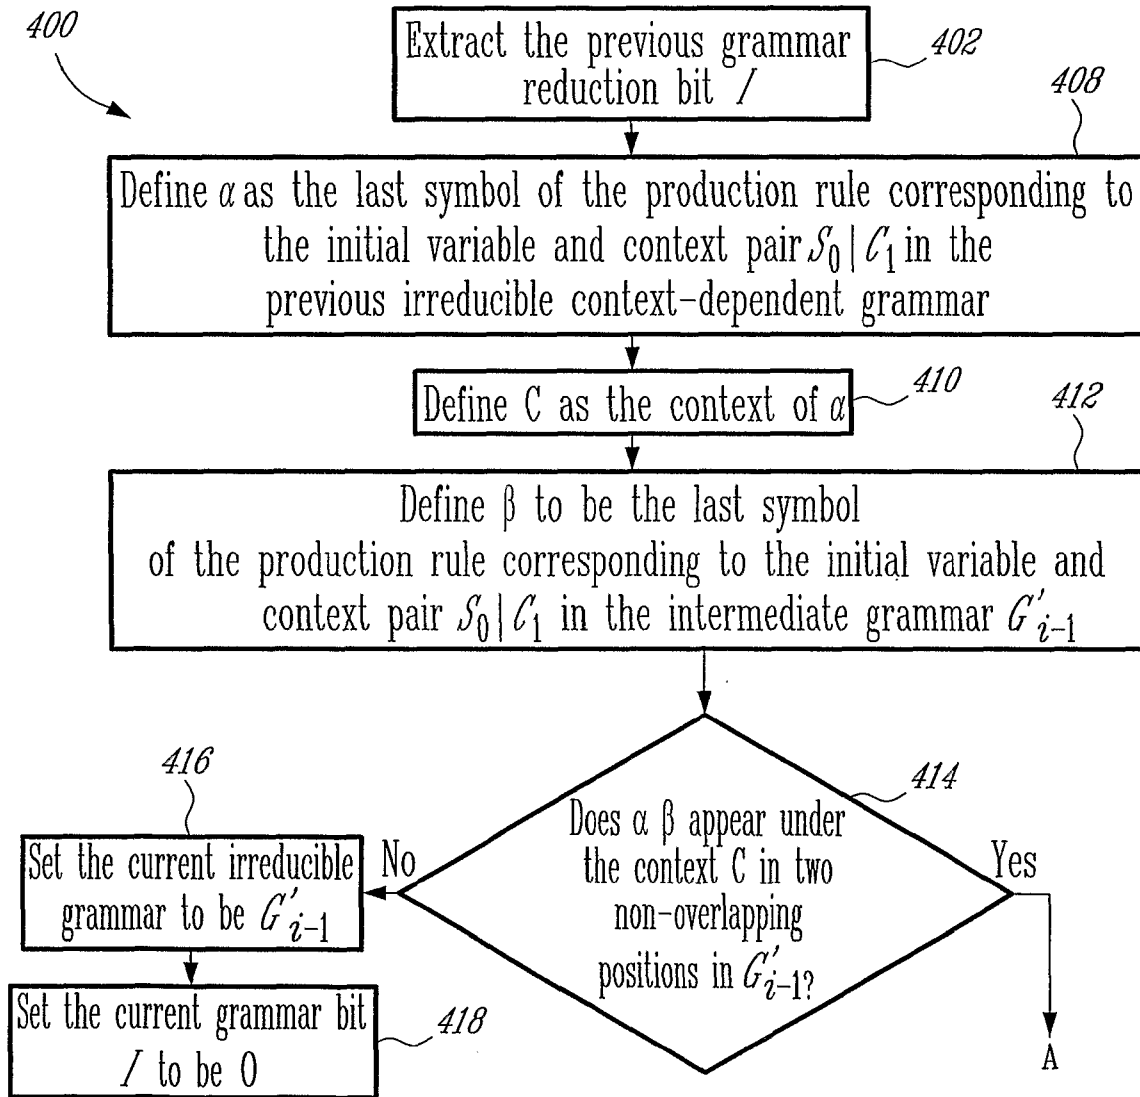 400
Extract the previous grammar
reduction bit I
402
408
Define α as the last symbol of the production rule corresponding to
the initial variable and context pair S₀|C₁ in the
previous irreducible context-dependent grammar
Define C as the context of α
410
412
Define β to be the last symbol
of the production rule corresponding to the initial variable and
context pair S₀|C₁ in the intermediate grammar G'ᵢ₋₁
414
Does α β appear under
the context C in two
non-overlapping
positions in G'ᵢ₋₁?
No
Yes
416
Set the current irreducible
grammar to be G'ᵢ₋₁
Set the current grammar bit
I to be 0
418
A